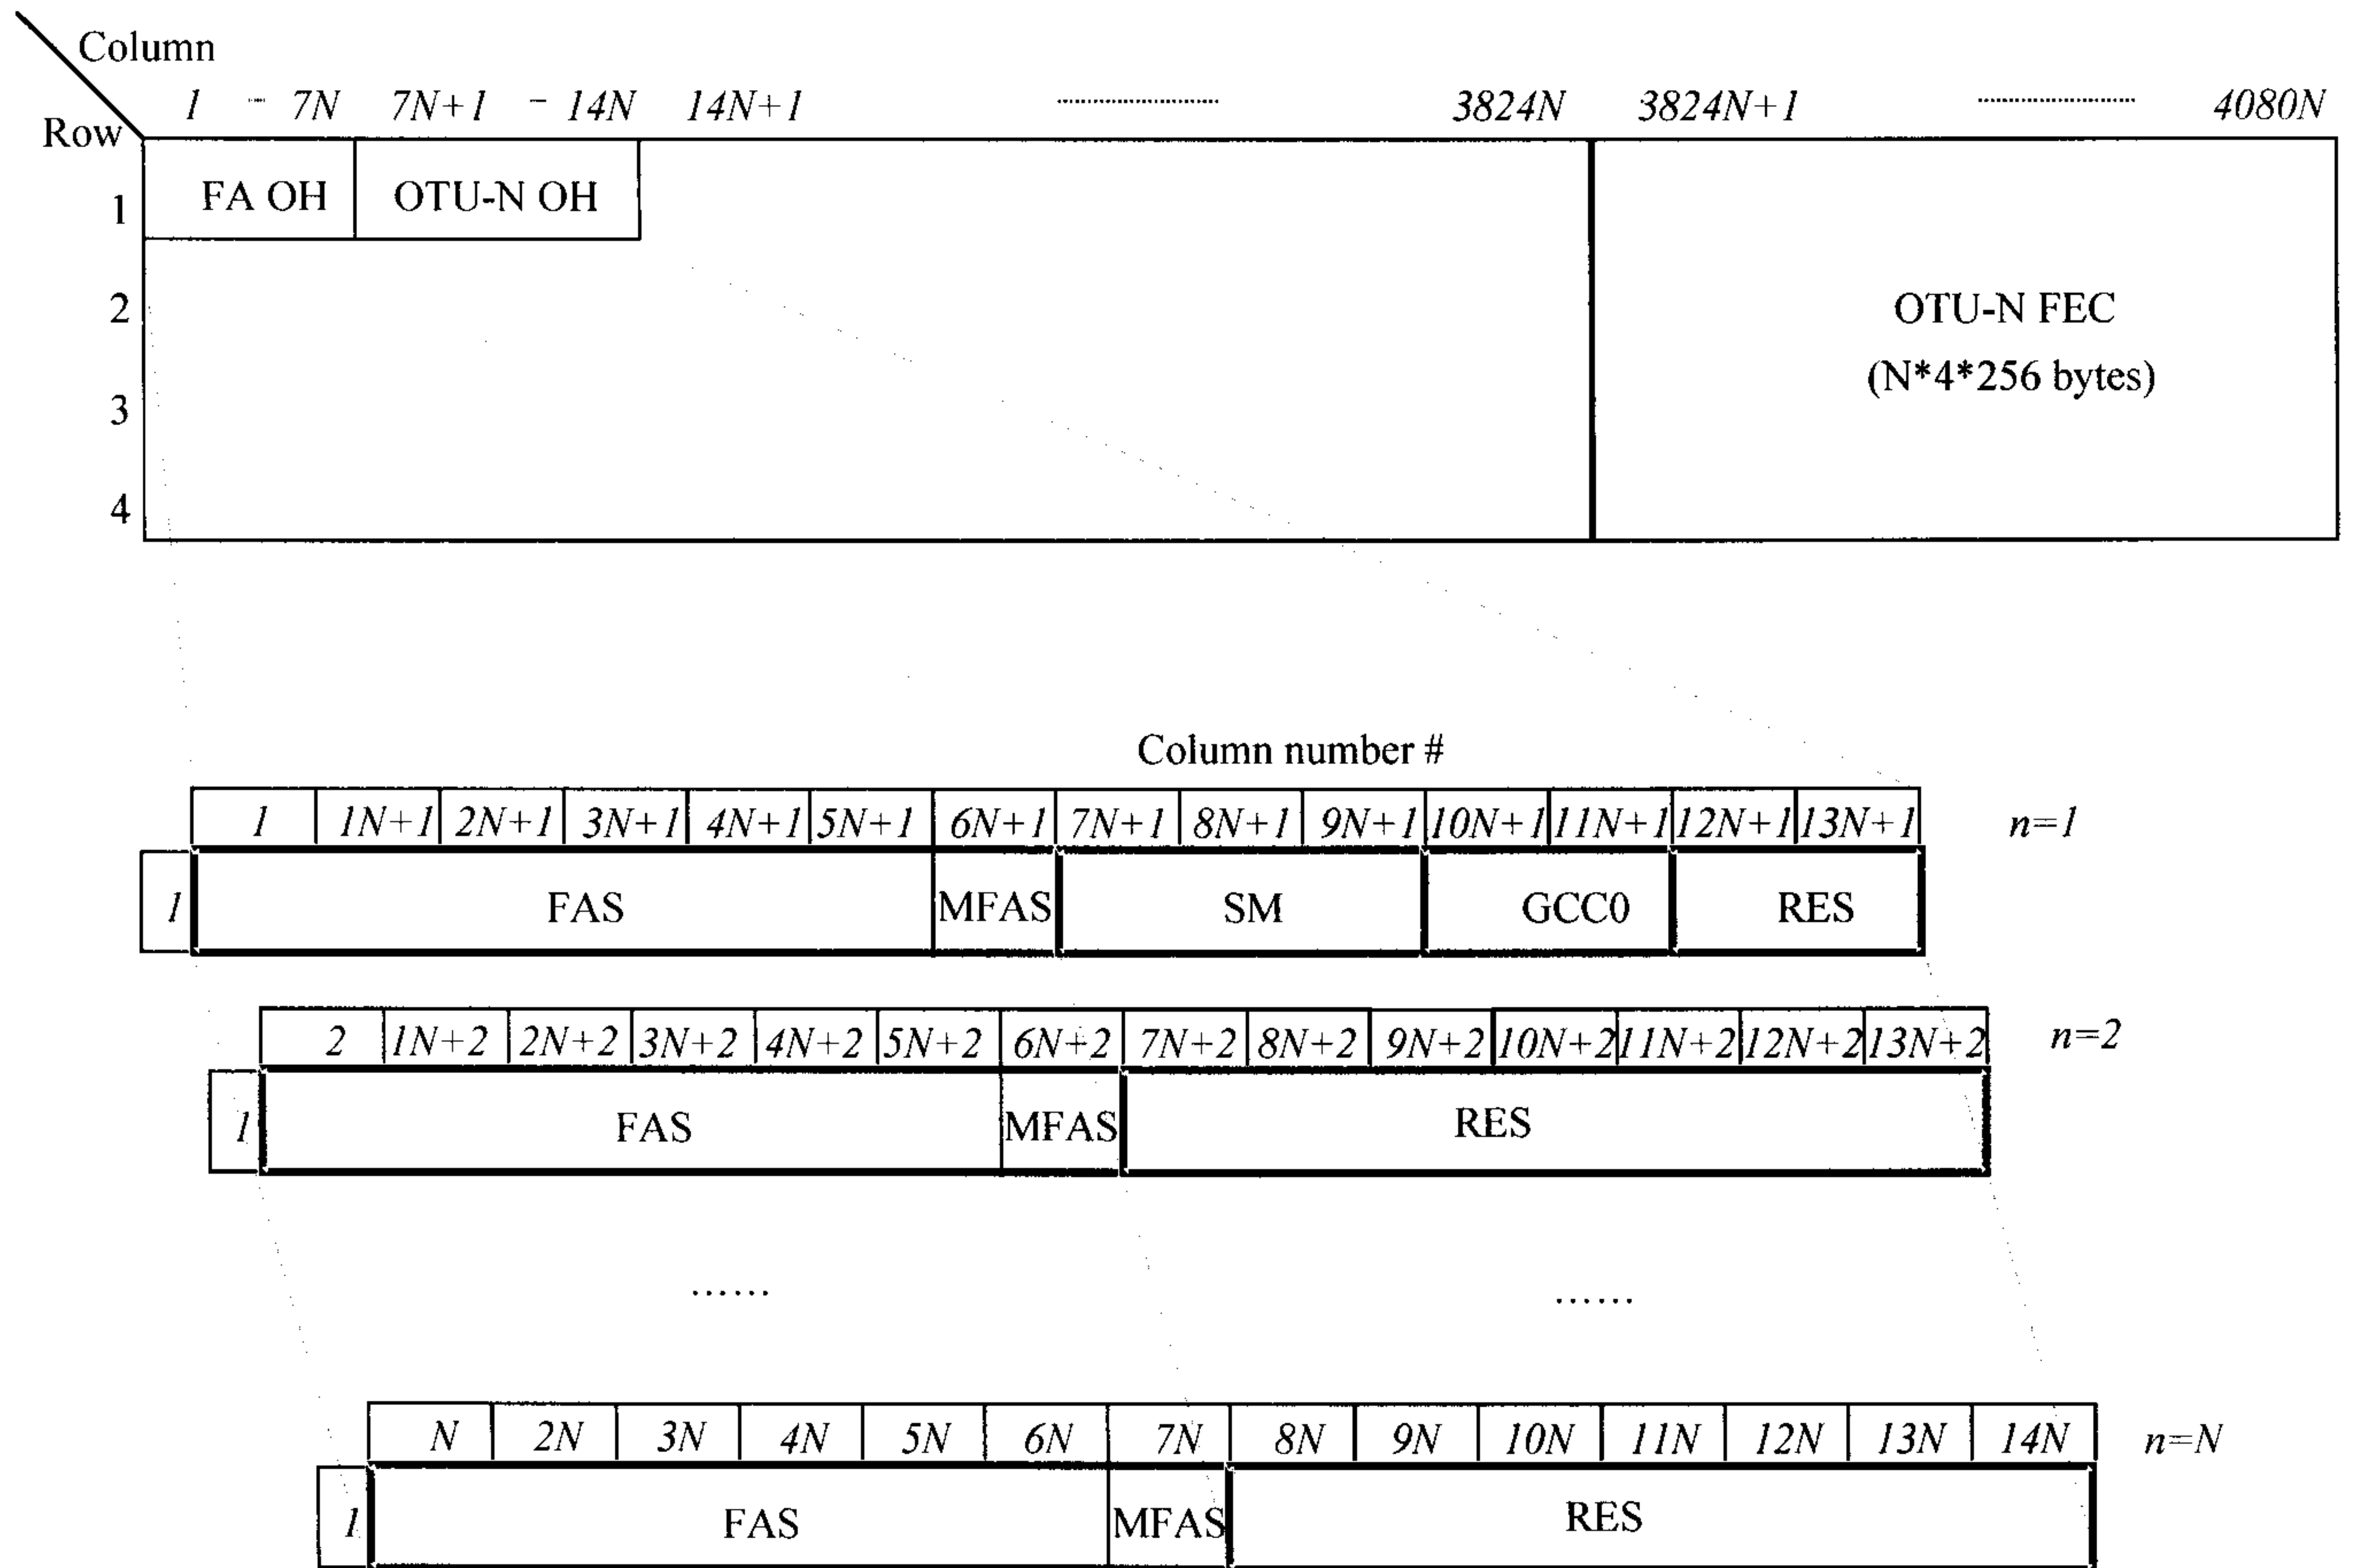 Column
1 ... 7N 7N+1 - 14N 14N+1 .................... 3824N 3824N+1 .................... 4080N
Row
1 FA OH OTU-N OH
2 OTU-N FEC
(N*4*256 bytes)
3
4
Column number #
1 1N+1 2N+1 3N+1 4N+1 5N+1 6N+1 7N+1 8N+1 9N+1 10N+1 11N+1 12N+1 13N+1 n=1
1 FAS MFAS SM GCC0 RES
2 1N+2 2N+2 3N+2 4N+2 5N+2 6N+2 7N+2 8N+2 9N+2 10N+2 11N+2 12N+2 13N+2 n=2
1 FAS MFAS RES
...... ......
N 2N 3N 4N 5N 6N 7N 8N 9N 10N 11N 12N 13N 14N n=N
1 FAS MFAS RES